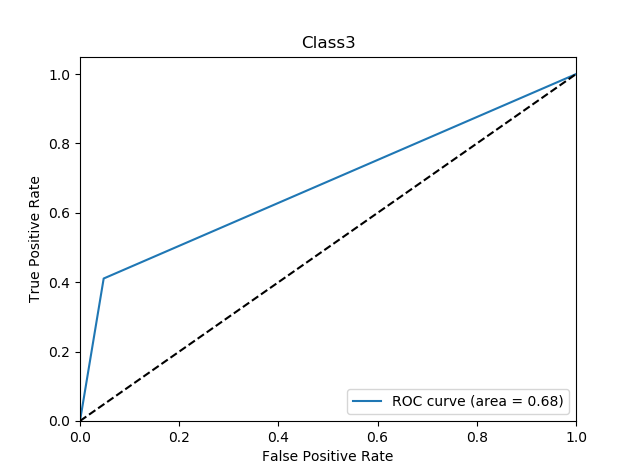 Class3
True Positive Rate
1.0
0.8
0.6
0.4
0.2
0.0
ROC curve (area = 0.68)
0.0 0.2 0.4 0.6 0.8 1.0
False Positive Rate